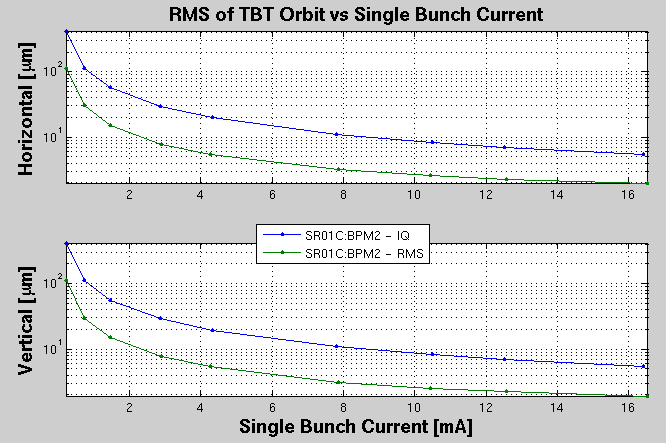 RMS of TBT Orbit vs Single Bunch Current
Horizontal [μm]
10²
10¹
2 4 6 8 10 12 14 16
SR01C:BPM2 - IQ
SR01C:BPM2 - RMS
Vertical [μm]
10²
10¹
2 4 6 8 10 12 14 16
Single Bunch Current [mA]